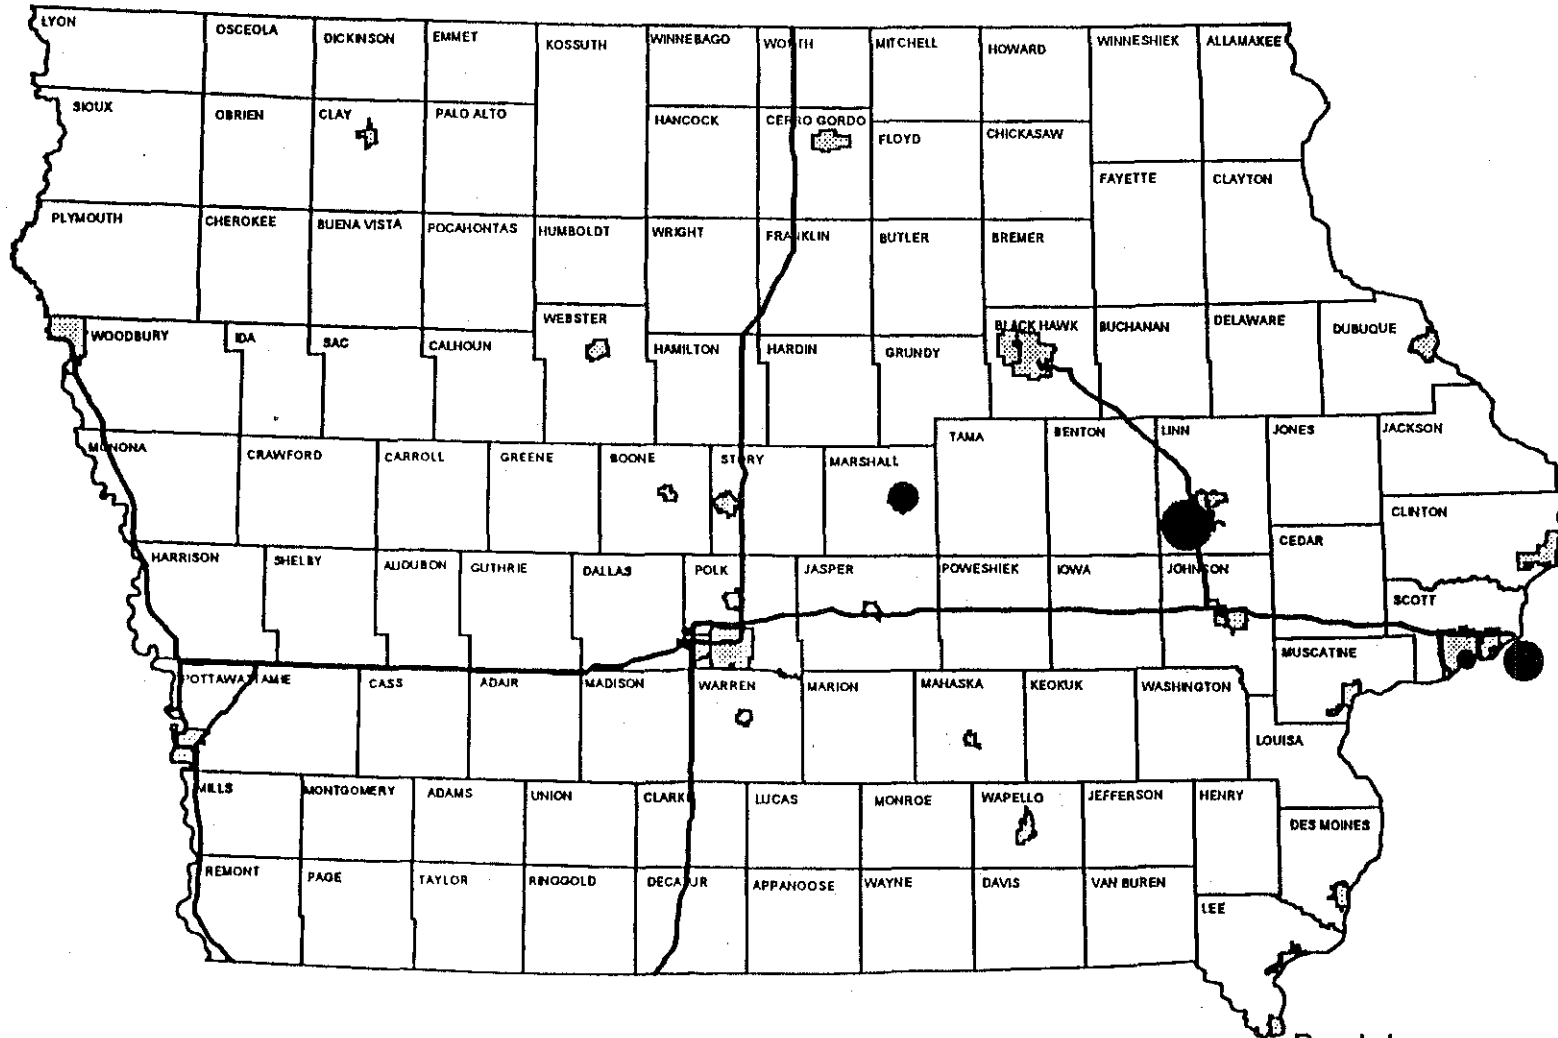 LYON
OSCEOLA
DICKINSON
EMMET
KOSSUTH
WINNEBAGO
WORTH
MITCHELL
HOWARD
WINNESHIEK
ALLAMAKEE
SIOUX
OBRIEN
CLAY
PALO ALTO
HANCOCK
CERRO GORDO
FLOYD
CHICKASAW
FAYETTE
CLAYTON
PLYMOUTH
CHEROKEE
BUENA VISTA
POCAHONTAS
HUMBOLDT
WRIGHT
FRANKLIN
BUTLER
BREMER
WOODBURY
IDA
SAC
CALHOUN
WEBSTER
HAMILTON
HARDIN
GRUNDY
BLACK HAWK
BUCHANAN
DELAWARE
DUBUQUE
MONONA
CRAWFORD
CARROLL
GREENE
BOONE
STORY
MARSHALL
TAMA
BENTON
LINN
JONES
JACKSON
CLINTON
CEDAR
HARRISON
SHELBY
AUDUBON
GUTHRIE
DALLAS
POLK
JASPER
POWESHIEK
IOWA
JOHNSON
SCOTT
MUSCATINE
POTTAWATTAMIE
CASS
ADAIR
MADISON
WARREN
MARION
MAHASKA
KEOKUK
WASHINGTON
LOUISA
MILLS
MONTGOMERY
ADAMS
UNION
CLARKE
LUCAS
MONROE
WAPELLO
JEFFERSON
HENRY
DES MOINES
REMONT
PAGE
TAYLOR
RINGGOLD
DECATUR
APPANOOSE
WAYNE
DAVIS
VAN BUREN
LEE